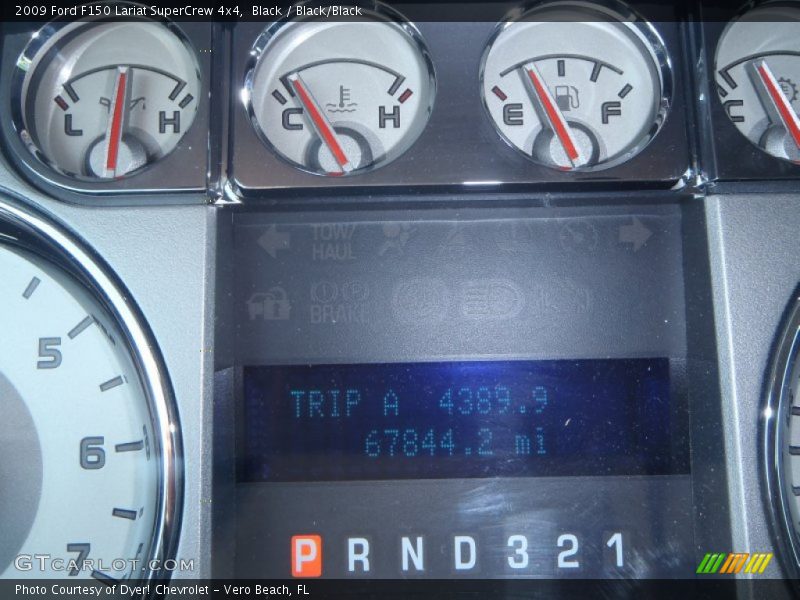 2009 Ford F150 Lariat SuperCrew 4x4, Black / Black/Black
L H
C H
E F
C
TOW/
HAUL
BRAKE
5
6
7
TRIP A 4389.9
67844.2 mi
P R N D 3 2 1
GTCarLot.com
Photo Courtesy of Dyer! Chevrolet - Vero Beach, FL